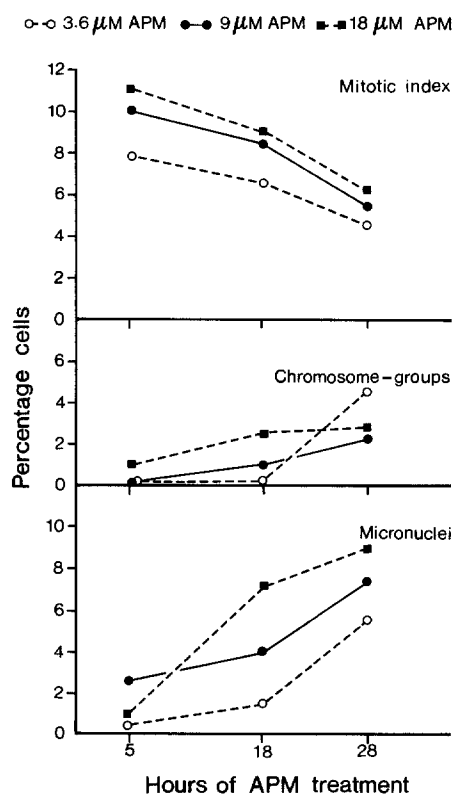 3.6 μM APM 9 μM APM 18 μM APM
Mitotic index
12
10
8
6
4
2
0
Chromosome-groups
6
4
2
0
Micronuclei
10
8
6
4
2
0
Percentage cells
5 18 28
Hours of APM treatment